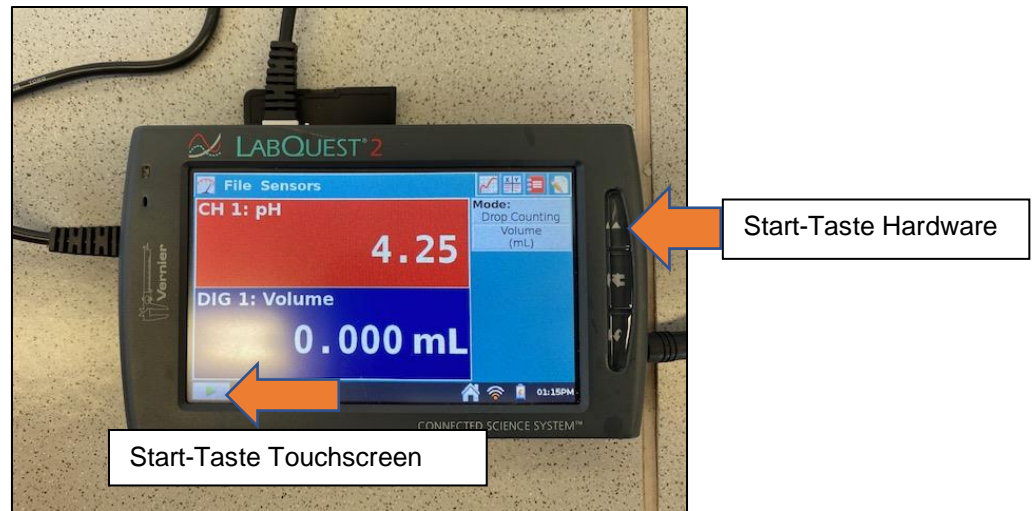 LABQUEST®2
File Sensors
CH 1: pH
4.25
Mode:
Drop Counting
Volume
(mL)
DIG 1: Volume
0.000 mL
01:15PM
CONNECTED SCIENCE SYSTEM™
Vernier
Start-Taste Hardware
Start-Taste Touchscreen